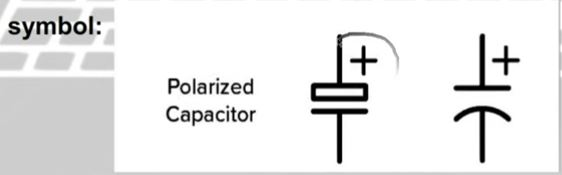 symbol:
Polarized
Capacitor
+
+